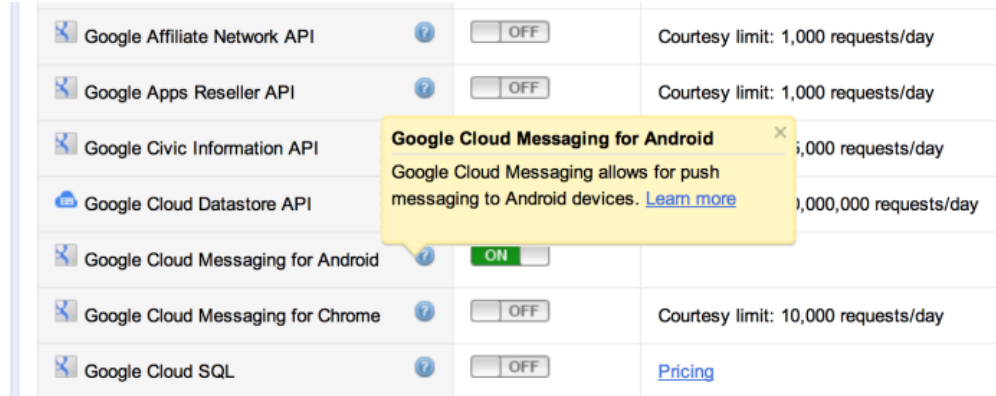 Google Affiliate Network API OFF Courtesy limit: 1,000 requests/day
Google Apps Reseller API OFF Courtesy limit: 1,000 requests/day
Google Cloud Messaging for Android
Google Civic Information API ,000 requests/day
Google Cloud Messaging allows for push
messaging to Android devices. Learn more
Google Cloud Datastore API ,000,000 requests/day
Google Cloud Messaging for Android ON
Google Cloud Messaging for Chrome OFF Courtesy limit: 10,000 requests/day
Google Cloud SQL OFF Pricing